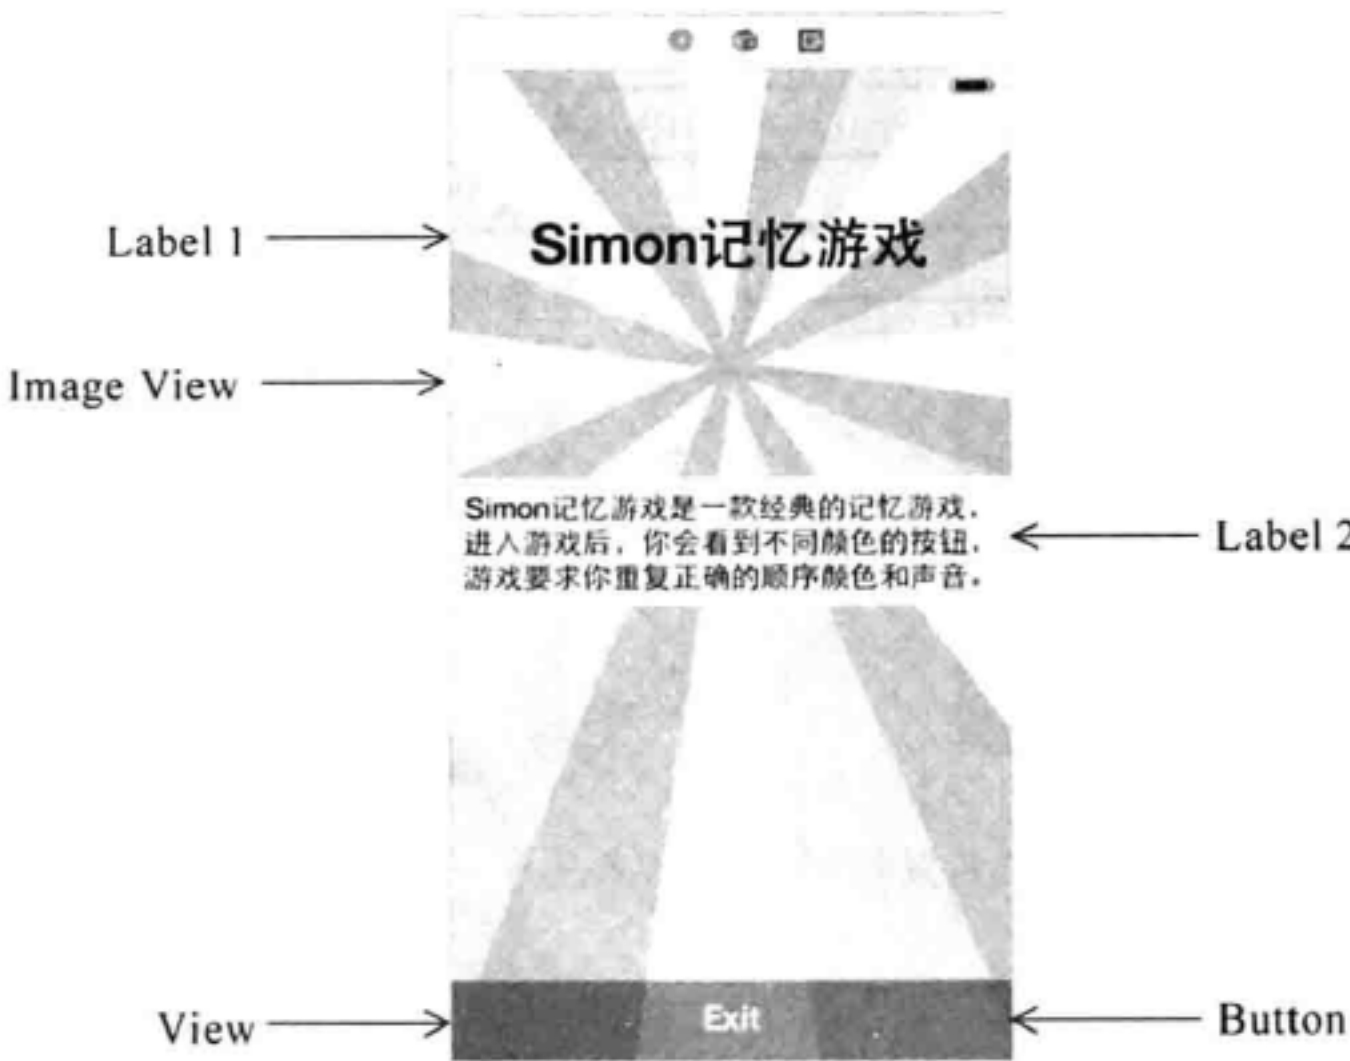 Label 1
Simon记忆游戏
Image View
Simon记忆游戏是一款经典的记忆游戏.
进入游戏后，你会看到不同颜色的按钮.
游戏要求你重复正确的顺序颜色和声音。
Label 2
View
Exit
Button